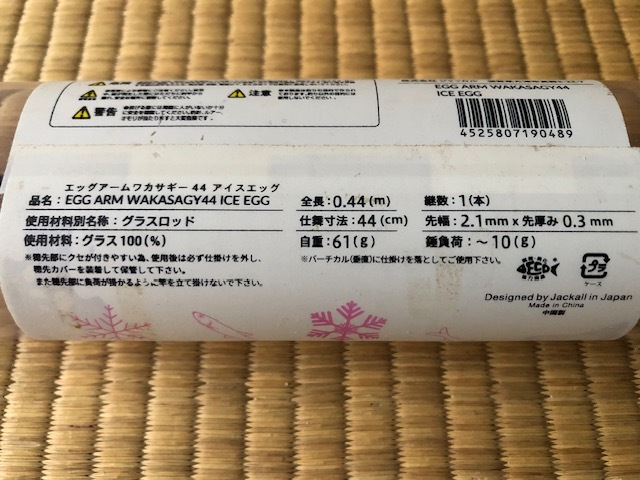 注意
警告
EGG ARM WAKASAGY44
ICE EGG
4525807190489
エッグアームワカサギー 44 アイスエッグ
品名：EGG ARM WAKASAGY44 ICE EGG
使用材料別名称：グラスロッド
使用材料：グラス100(%)
※穂先部にクセが付きやすい為、使用後は必ず仕掛けを外し、
穂先カバーを装着して保管して下さい。
また穂先部に負荷が掛かるように竿を立て掛けないで下さい。
全長：0.44(m)
仕舞寸法：44(cm)
自重：61(g)
※バーチカル(垂直)に仕掛けを落としてご使用下さい。
継数：1(本)
先幅：2.1mm x 先厚み 0.3 mm
錘負荷：～10(g)
ECO
プラ
ケース
Designed by Jackall in Japan
Made in China
中国製